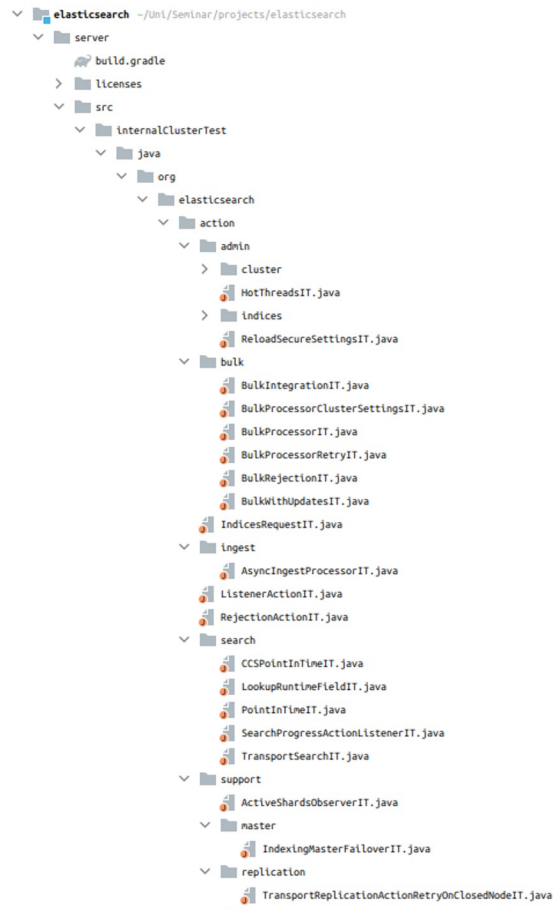 elasticsearch ~/Uni/Seminar/projects/elasticsearch
server
build.gradle
licenses
src
internalClusterTest
java
org
elasticsearch
action
admin
cluster
HotThreadsIT.java
indices
ReloadSecureSettingsIT.java
bulk
BulkIntegrationIT.java
BulkProcessorClusterSettingsIT.java
BulkProcessorIT.java
BulkProcessorRetryIT.java
BulkRejectionIT.java
BulkWithUpdatesIT.java
IndicesRequestIT.java
ingest
AsyncIngestProcessorIT.java
ListenerActionIT.java
RejectionActionIT.java
search
CCSPointInTimeIT.java
LookupRuntimeFieldIT.java
PointInTimeIT.java
SearchProgressActionListenerIT.java
TransportSearchIT.java
support
ActiveShardsObserverIT.java
master
IndexingMasterFailoverIT.java
replication
TransportReplicationActionRetryOnClosedNodeIT.java